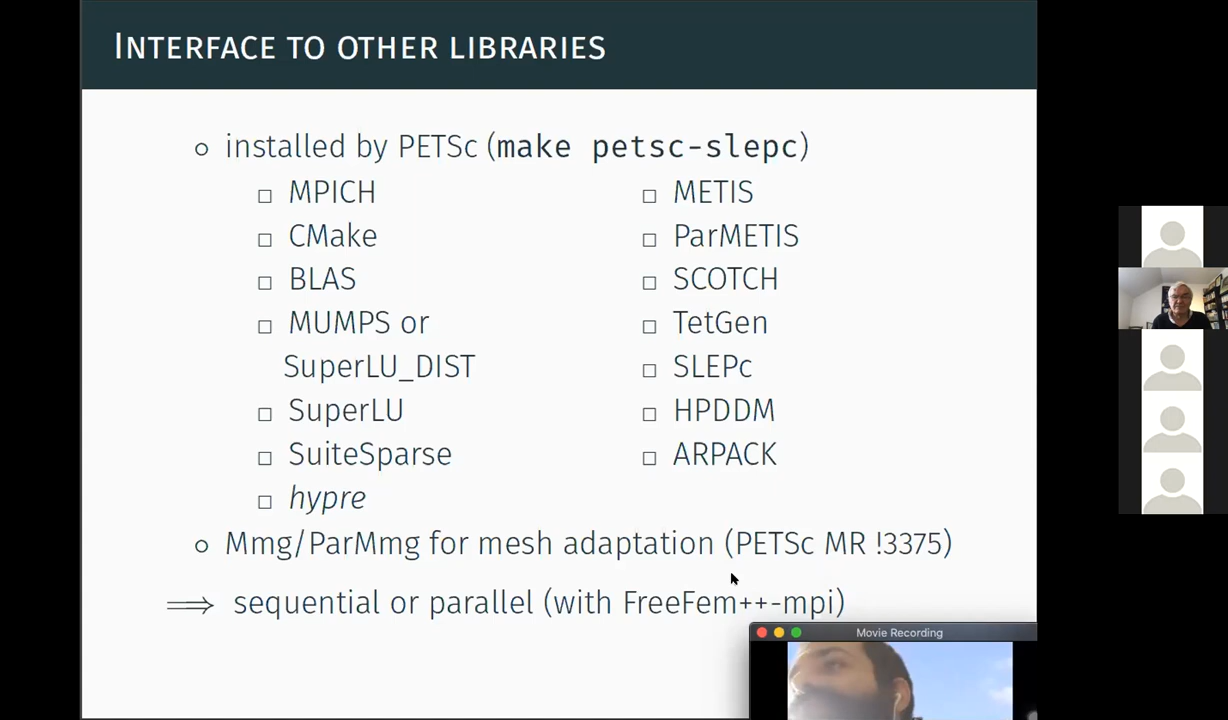 INTERFACE TO OTHER LIBRARIES
installed by PETSc (make petsc-slepc)
MPICH
CMake
BLAS
MUMPS or
SuperLU_DIST
SuperLU
SuiteSparse
hypre
METIS
ParMETIS
SCOTCH
TetGen
SLEPc
HPDDM
ARPACK
Mmg/ParMmg for mesh adaptation (PETSc MR !3375)
⟹ sequential or parallel (with FreeFem++-mpi)
Movie Recording